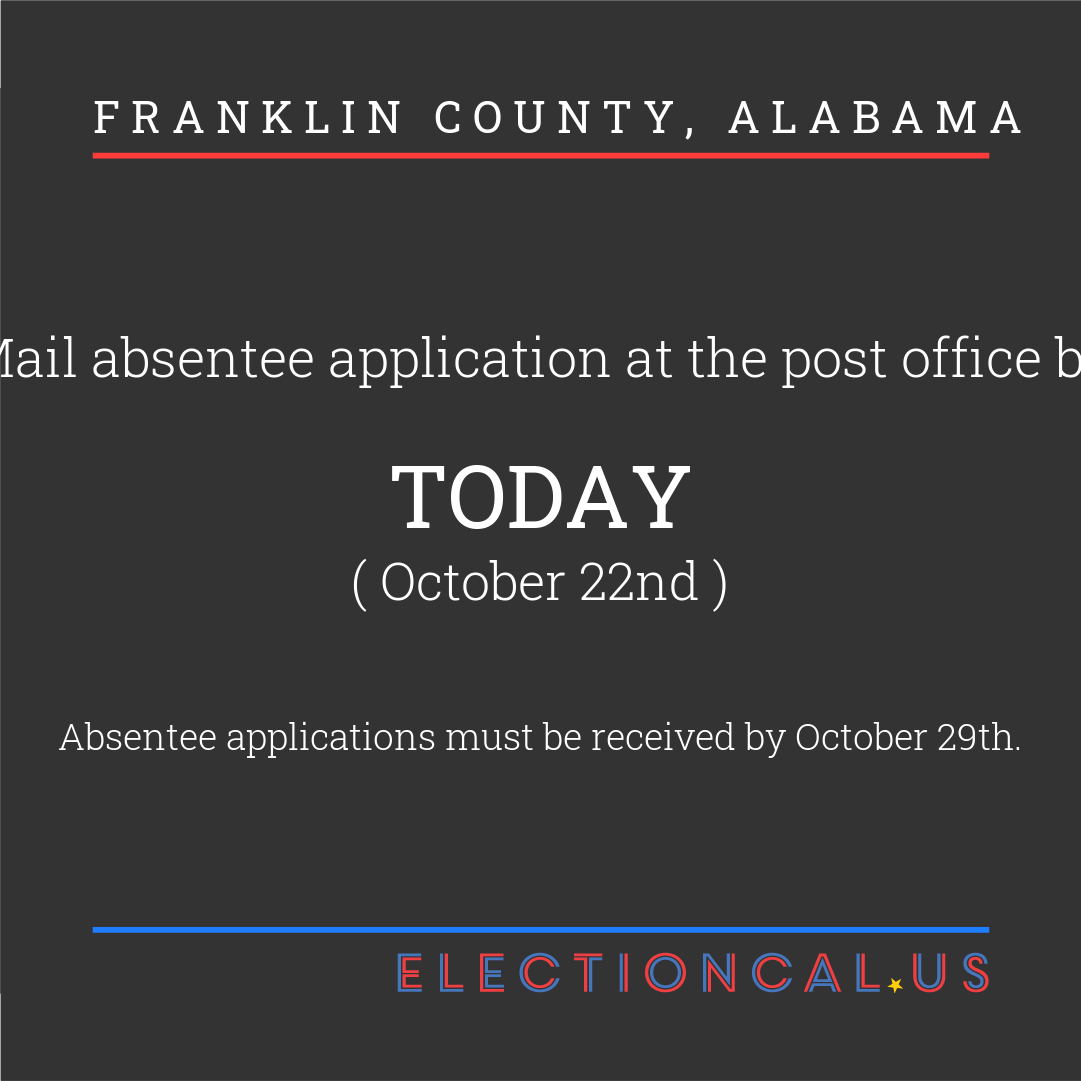 FRANKLIN COUNTY, ALABAMA
Mail absentee application at the post office b
TODAY
( October 22nd )
Absentee applications must be received by October 29th.
ELECTIONCAL.US